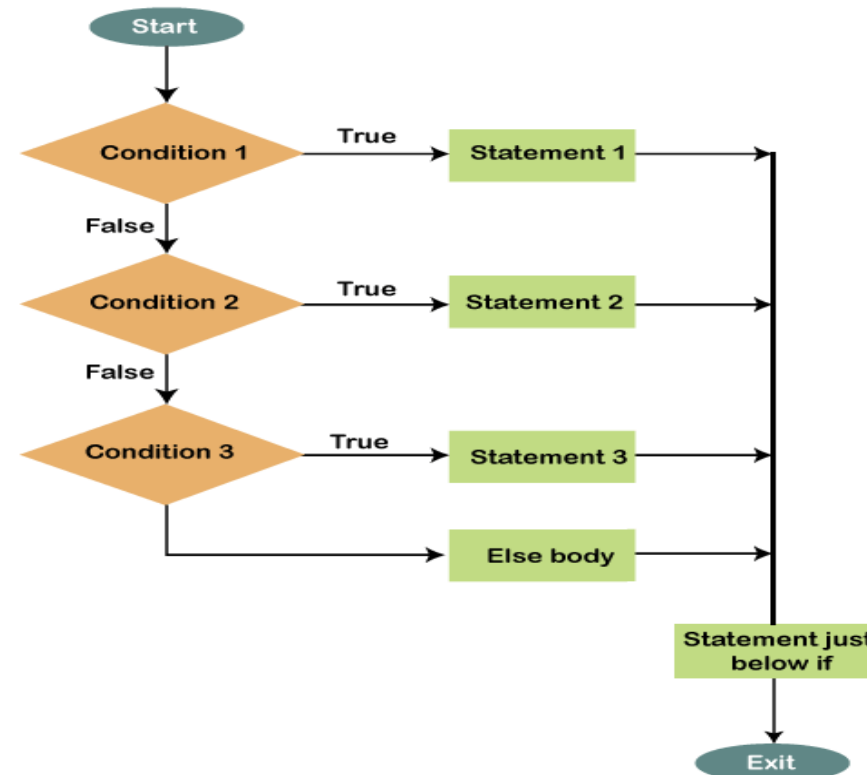 Start
Condition 1
True
Statement 1
False
Condition 2
True
Statement 2
False
Condition 3
True
Statement 3
Else body
Statement just
below if
Exit